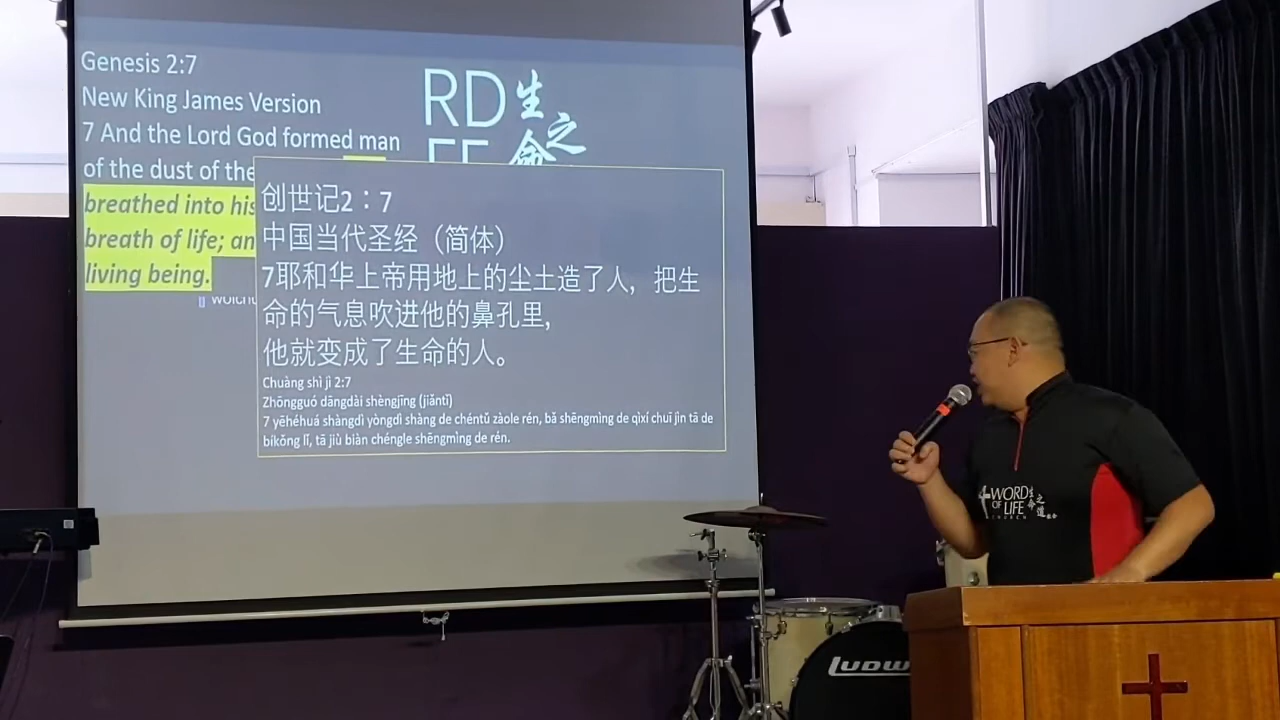 Genesis 2:7
New King James Version
7 And the Lord God formed man
of the dust of the
breathed into his
breath of life; an
living being.
RD
生
之
命
创世记2：7
中国当代圣经（简体）
7耶和华上帝用地上的尘土造了人，把生
命的气息吹进他的鼻孔里，
他就变成了生命的人。
Chuàng shì jì 2:7
Zhōngguó dāngdài shèngjīng (jiǎntǐ)
7 yēhéhuá shàngdì yòngdì shàng de chéntǔ zàole rén, bǎ shēngmìng de qìxí chuī jìn tā de
bíkǒng lǐ, tā jiù biàn chéngle shēngmìng de rén.
WORD
OF LIFE
CHURCH
生命之道
LUDW